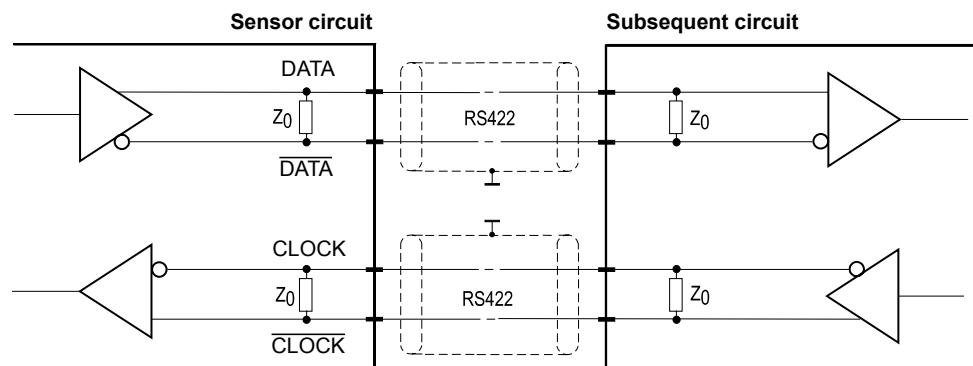 Sensor circuit
Subsequent circuit
DATA
Z0
RS422
Z0
DATA
CLOCK
Z0
RS422
Z0
CLOCK